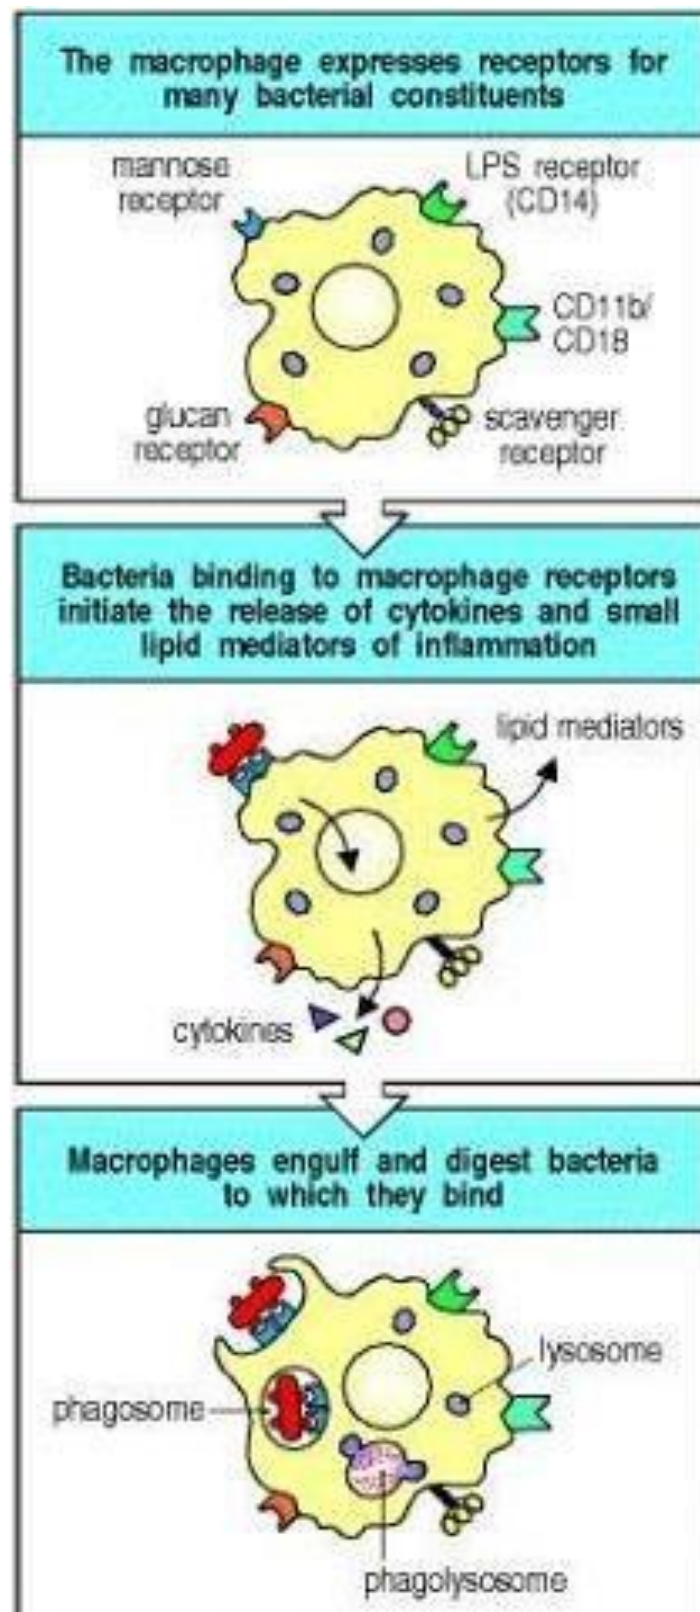 The macrophage expresses receptors for
many bacterial constituents
mannose
receptor
LPS receptor
(CD14)
CD11b/
CD18
glucan
receptor
scavenger
receptor
Bacteria binding to macrophage receptors
initiate the release of cytokines and small
lipid mediators of inflammation
lipid mediators
cytokines
Macrophages engulf and digest bacteria
to which they bind
lysosome
phagosome
phagolysosome